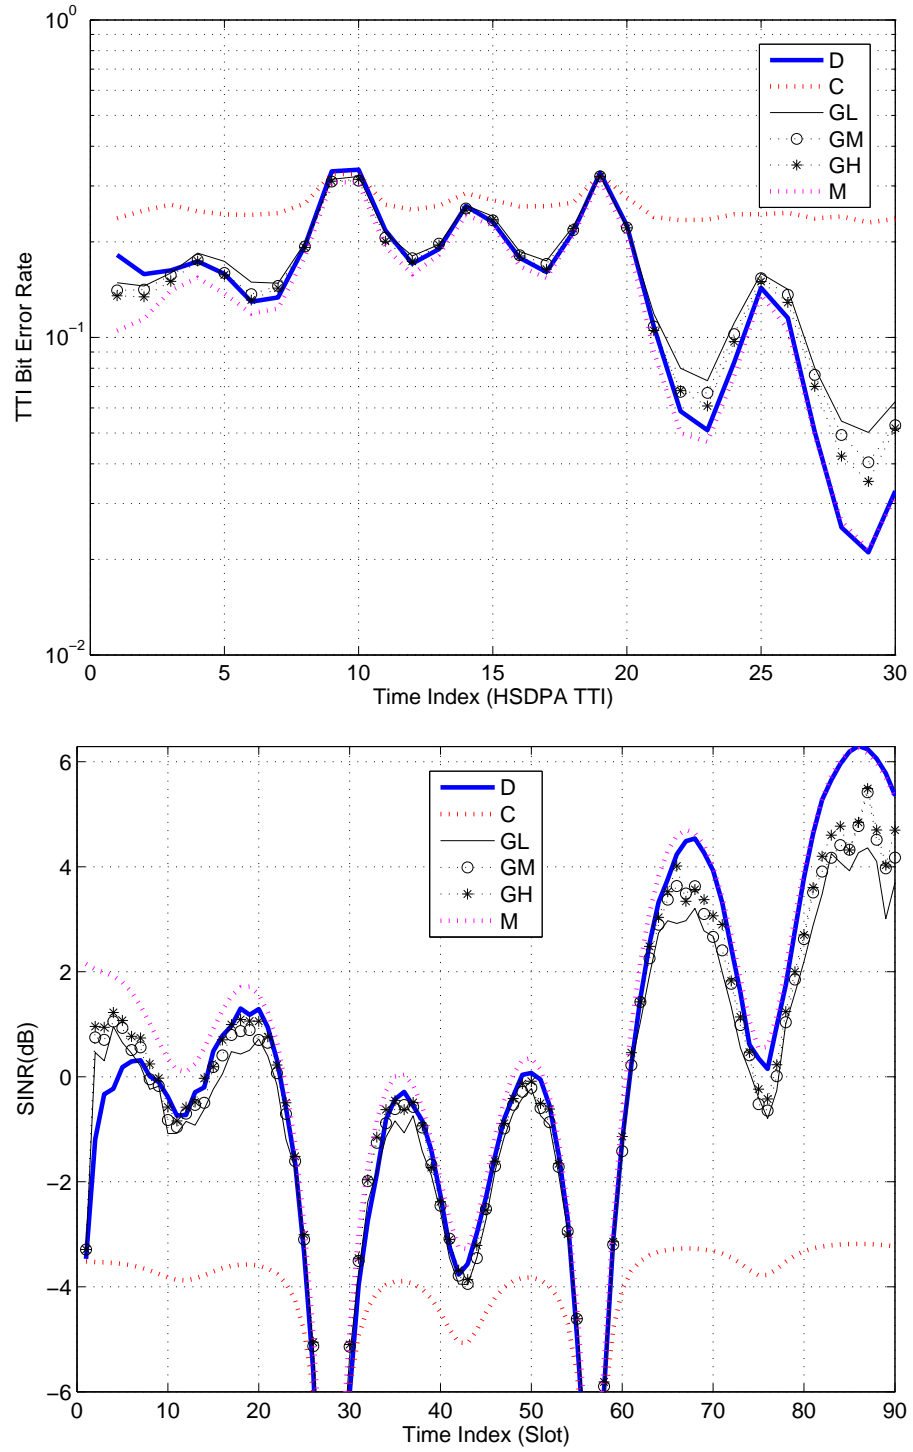 10^0
10^−1
10^−2
TTI Bit Error Rate
D
C
GL
GM
GH
M
0 5 10 15 20 25 30
Time Index (HSDPA TTI)
6
4
2
0
−2
−4
−6
SINR(dB)
D
C
GL
GM
GH
M
0 10 20 30 40 50 60 70 80 90
Time Index (Slot)